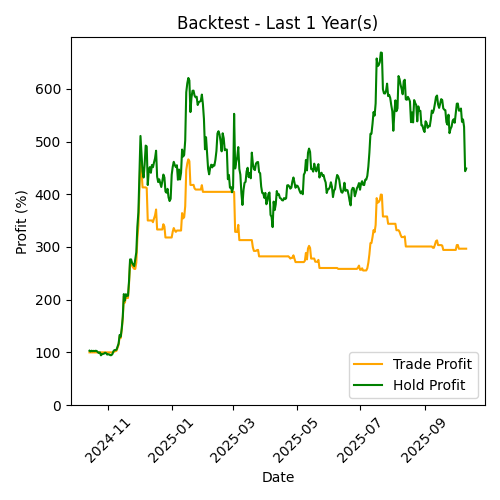 Backtest - Last 1 Year(s)
Profit (%)
600
500
400
300
200
100
0
2024-11
2025-01
2025-03
2025-05
2025-07
2025-09
Date
Trade Profit
Hold Profit